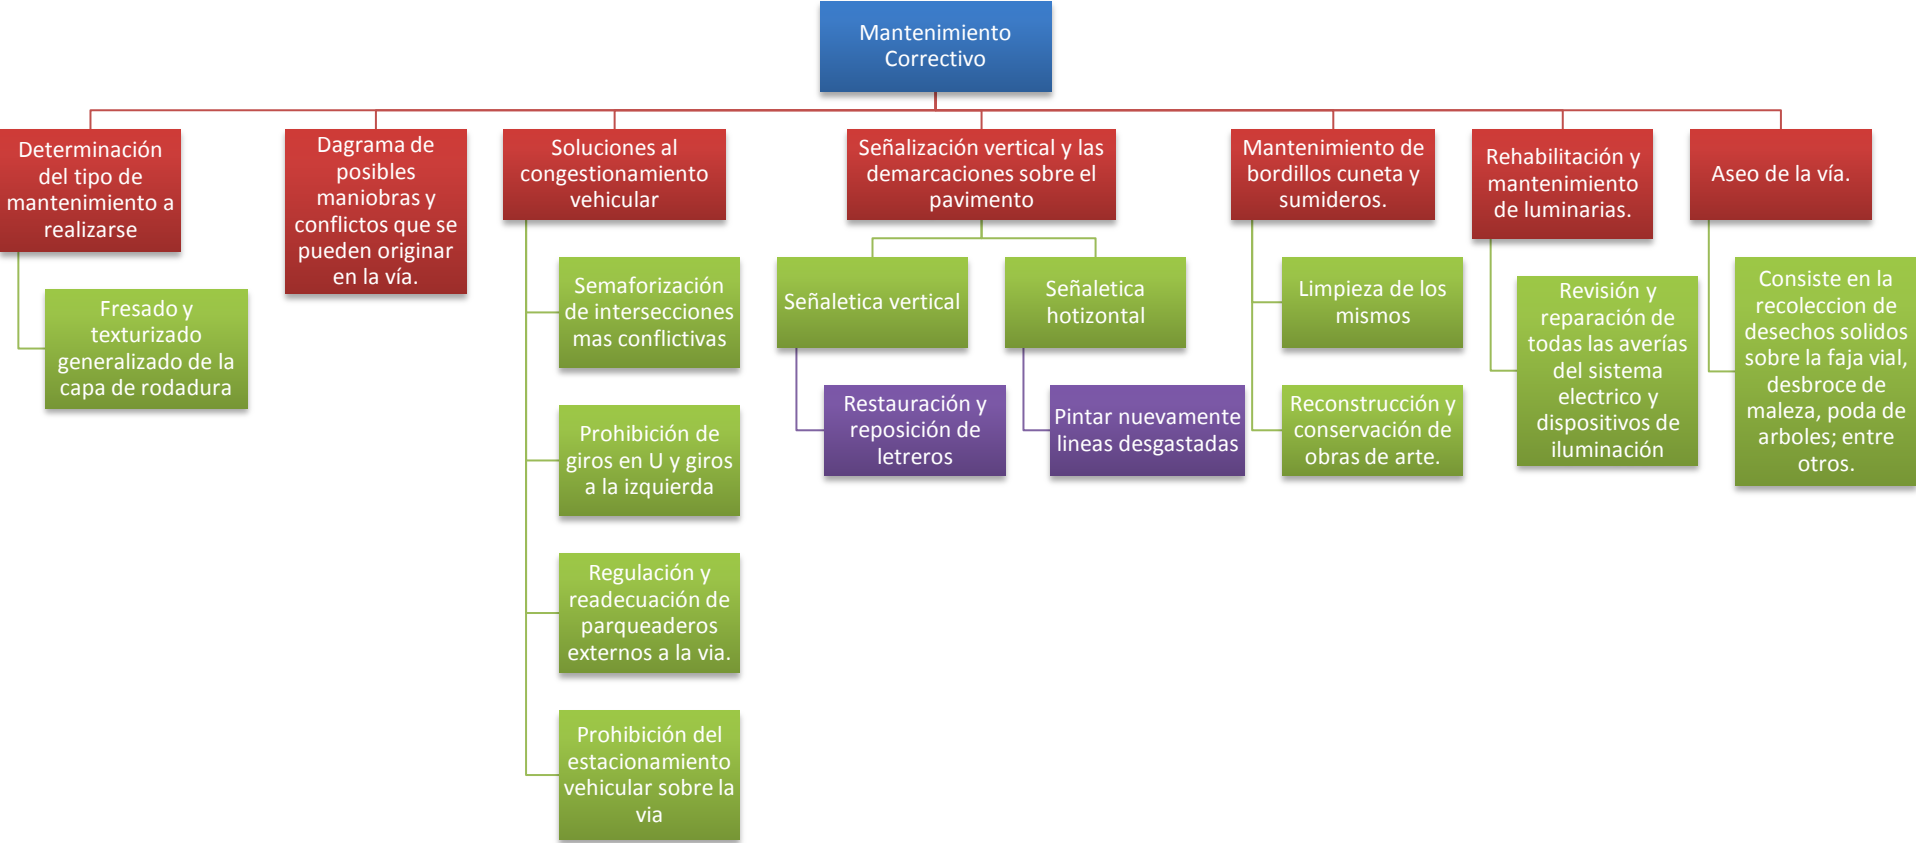 Mantenimiento
Correctivo
Determinación
del tipo de
mantenimiento a
realizarse
Fresado y
texturizado
generalizado de la
capa de rodadura
Dagrama de
posibles
maniobras y
conflictos que se
pueden originar
en la vía.
Soluciones al
congestionamiento
vehicular
Semaforización
de intersecciones
mas conflictivas
Prohibición de
giros en U y giros
a la izquierda
Regulación y
readecuación de
parqueaderos
externos a la via.
Prohibición del
estacionamiento
vehicular sobre la
via
Señalización vertical y las
demarcaciones sobre el
pavimento
Señaletica vertical
Restauración y
reposición de
letreros
Señaletica
hotizontal
Pintar nuevamente
lineas desgastadas
Mantenimiento de
bordillos cuneta y
sumideros.
Limpieza de los
mismos
Reconstrucción y
conservación de
obras de arte.
Rehabilitación y
mantenimiento
de luminarias.
Revisión y
reparación de
todas las averías
del sistema
electrico y
dispositivos de
iluminación
Aseo de la vía.
Consiste en la
recoleccion de
desechos solidos
sobre la faja vial,
desbroce de
maleza, poda de
arboles; entre
otros.